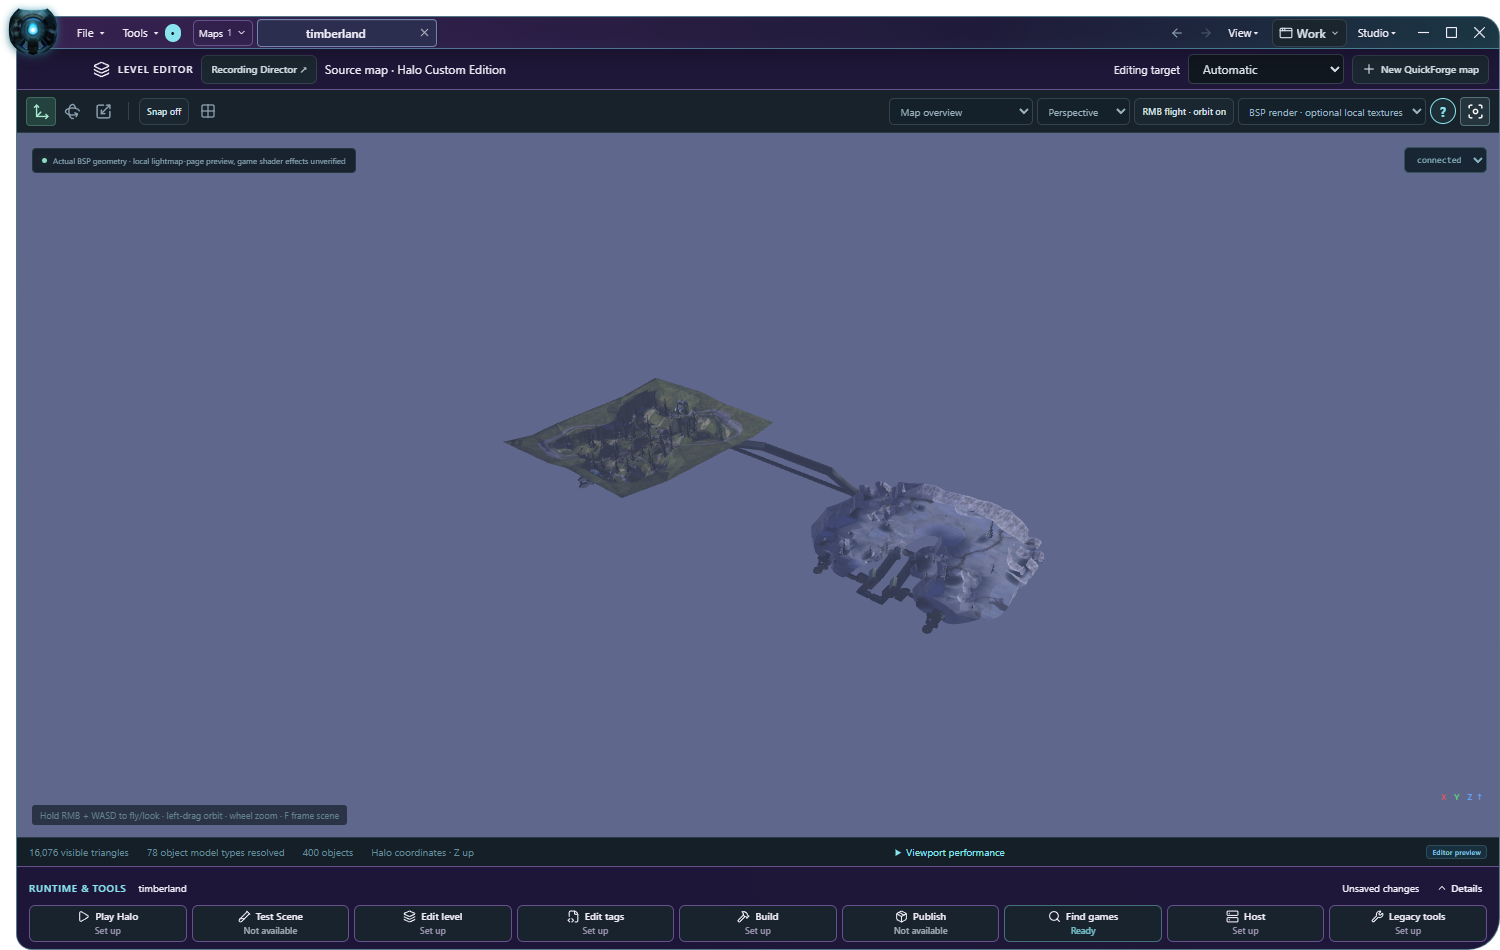 File Tools Maps 1 timberland View Work Studio
LEVEL EDITOR Recording Director ↗ Source map · Halo Custom Edition Editing target Automatic + New QuickForge map
Snap off Map overview Perspective RMB flight · orbit on BSP render · optional local textures ?
Actual BSP geometry · local lightmap-page preview, game shader effects unverified connected
X Y Z ↑
Hold RMB + WASD to fly/look · left-drag orbit · wheel zoom · F frame scene
16,076 visible triangles 78 object model types resolved 400 objects Halo coordinates · Z up Viewport performance Editor preview
RUNTIME & TOOLS timberland Unsaved changes Details
Play Halo Test Scene Edit level Edit tags Build Publish Find games Host Legacy tools
Set up Not available Set up Set up Set up Not available Ready Set up Set up